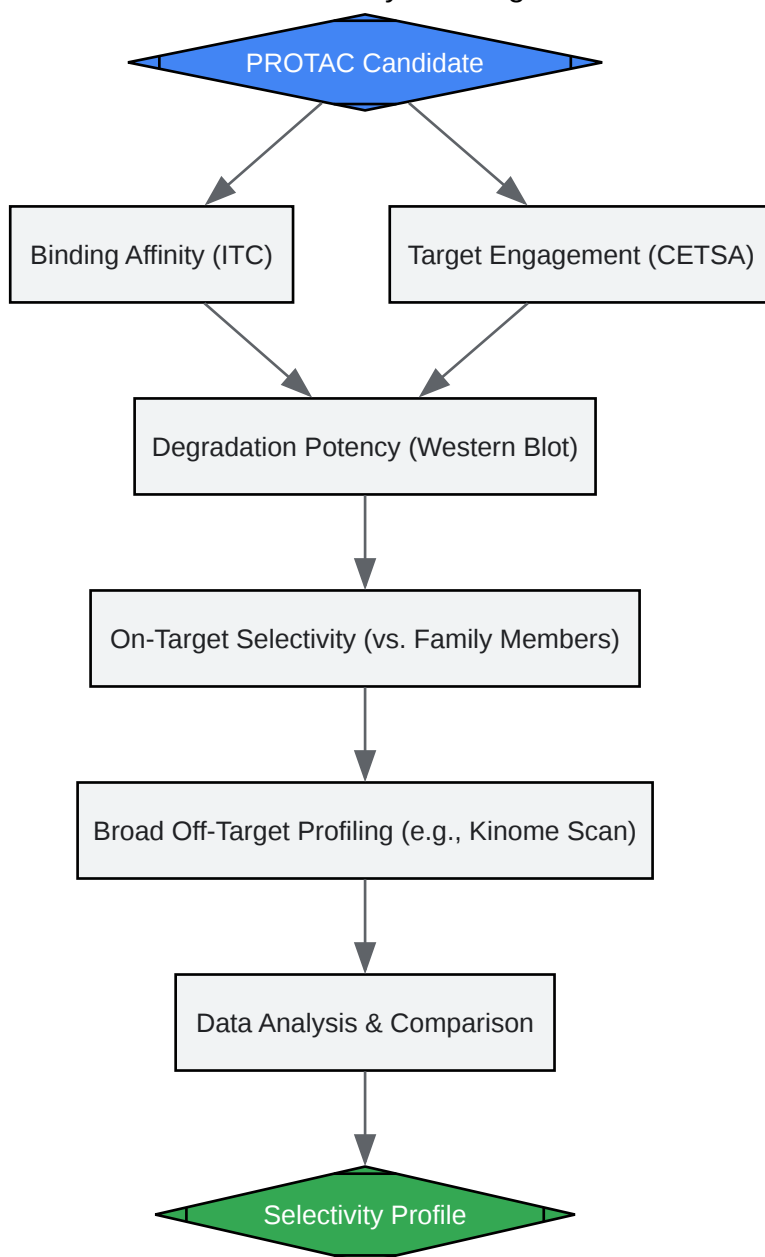 PROTAC Candidate
Binding Affinity (ITC)
Target Engagement (CETSA)
Degradation Potency (Western Blot)
On-Target Selectivity (vs. Family Members)
Broad Off-Target Profiling (e.g., Kinome Scan)
Data Analysis & Comparison
Selectivity Profile